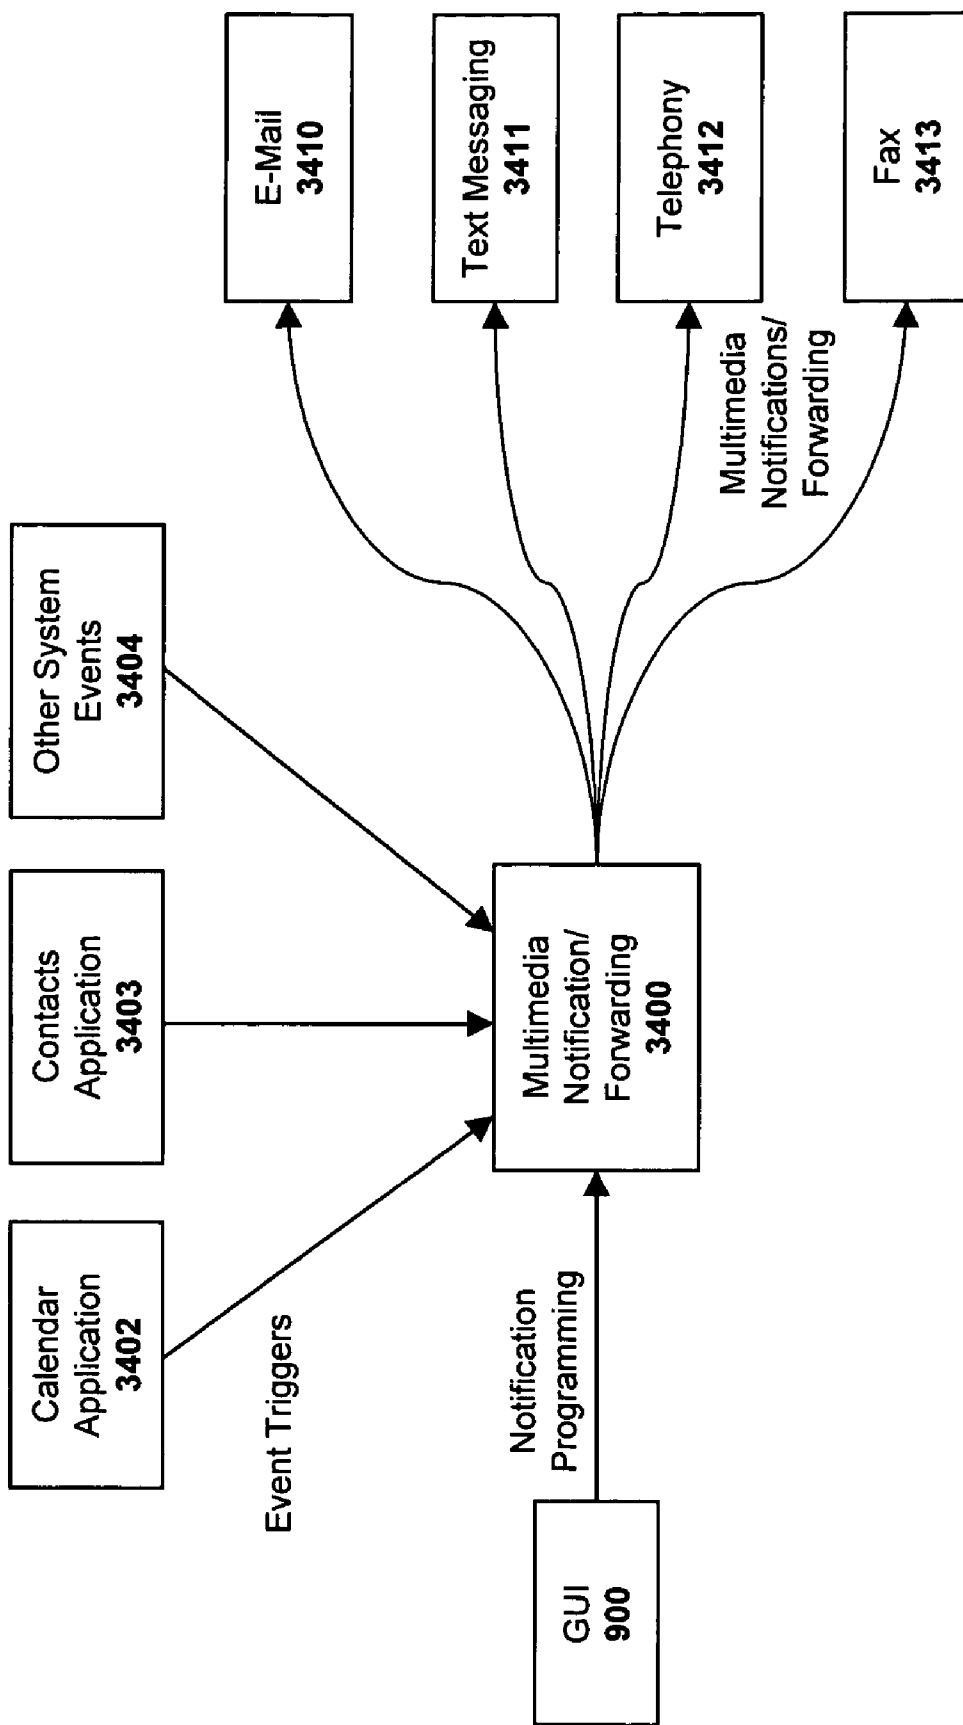 Calendar
Application
3402
Contacts
Application
3403
Other System
Events
3404
Event Triggers
GUI
900
Notification
Programming
Multimedia
Notification/
Forwarding
3400
E-Mail
3410
Text Messaging
3411
Telephony
3412
Multimedia
Notifications/
Forwarding
Fax
3413